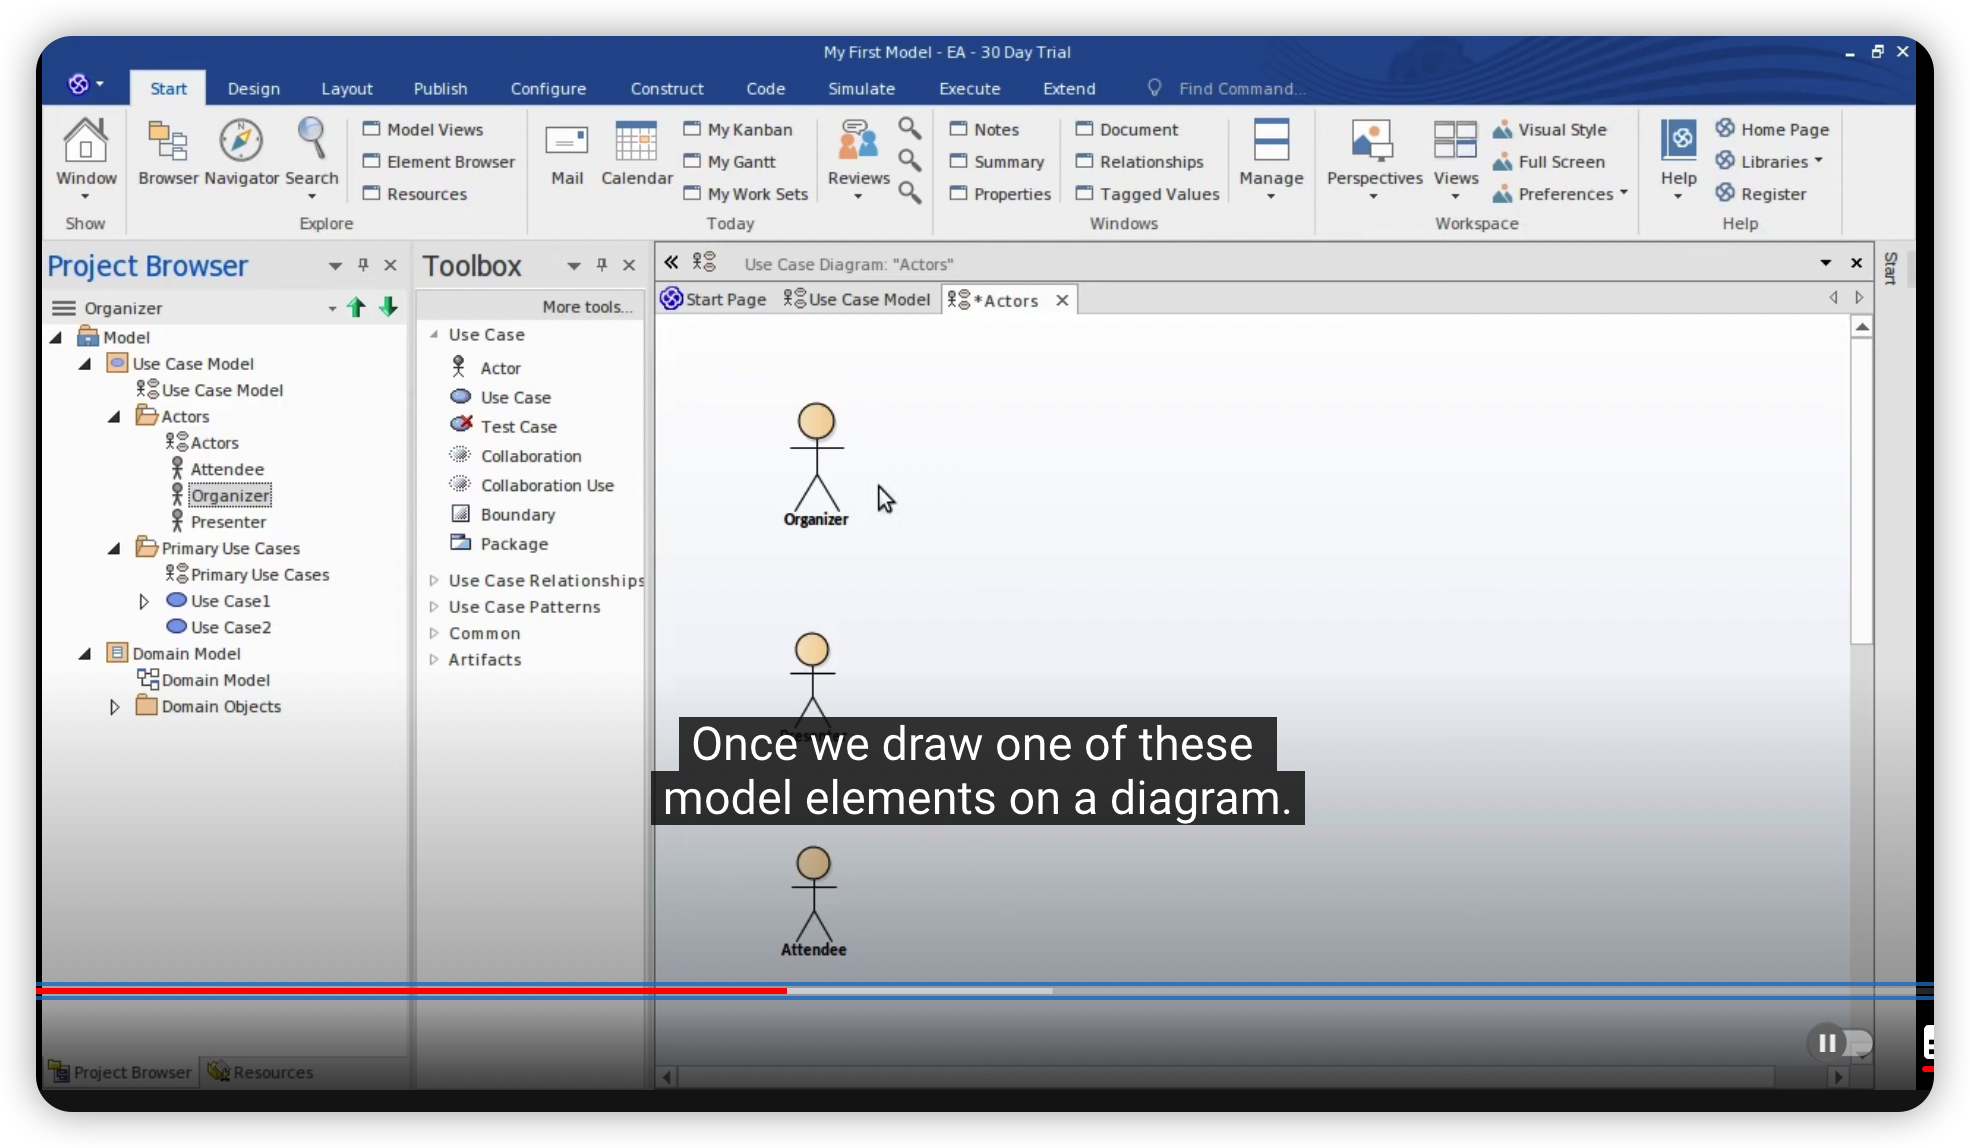 My First Model - EA - 30 Day Trial
Start Design Layout Publish Configure Construct Code Simulate Execute Extend Find Command...
Window
Show
Browser Navigator Search
Model Views
Element Browser
Resources
Explore
Mail Calendar
My Kanban
My Gantt
My Work Sets
Reviews
Today
Notes
Summary
Properties
Document
Relationships
Tagged Values
Manage
Windows
Perspectives Views
Visual Style
Full Screen
Preferences
Workspace
Help
Home Page
Libraries
Register
Help
Project Browser
Organizer
Model
Use Case Model
Use Case Model
Actors
Actors
Attendee
Organizer
Presenter
Primary Use Cases
Primary Use Cases
Use Case1
Use Case2
Domain Model
Domain Model
Domain Objects
Project Browser Resources
Toolbox
More tools...
Use Case
Actor
Use Case
Test Case
Collaboration
Collaboration Use
Boundary
Package
Use Case Relationships
Use Case Patterns
Common
Artifacts
Use Case Diagram: "Actors"
Start Page Use Case Model *Actors
Start
Organizer
Presenter
Once we draw one of these
model elements on a diagram.
Attendee